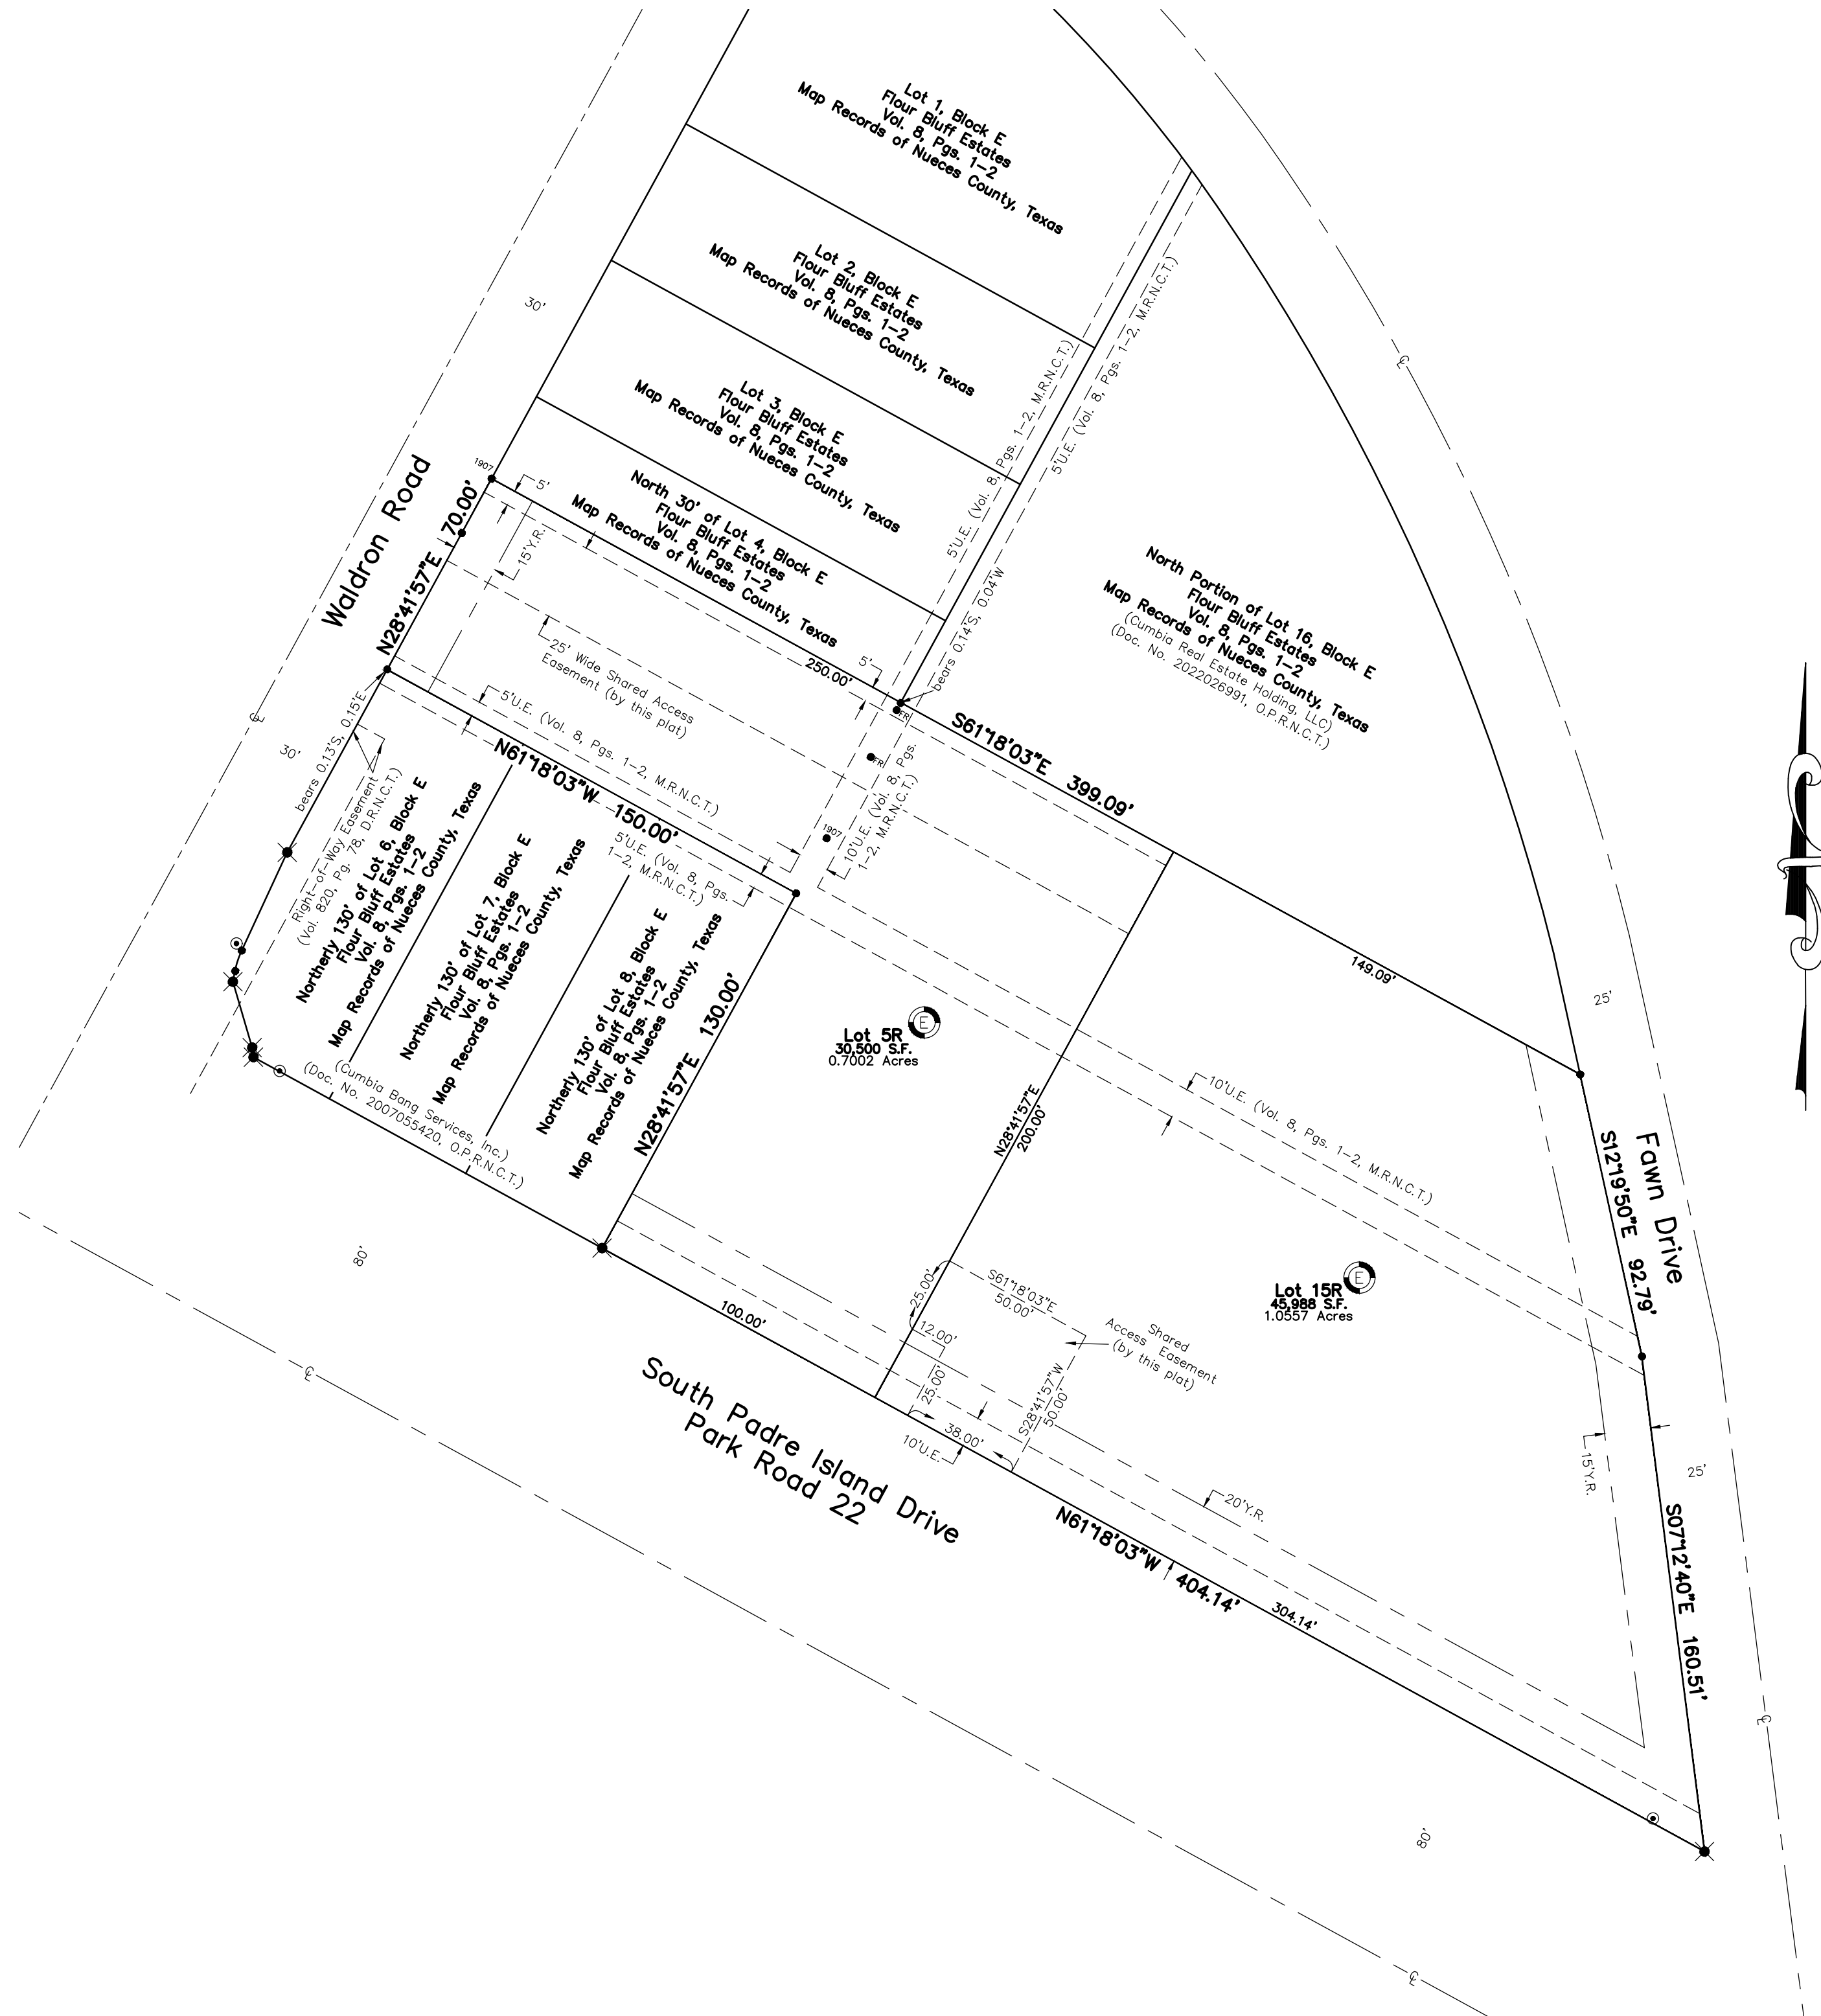 Lot 1, Block E
Flour Bluff Estates
Vol. 8, Pgs. 1-2
Map Records of Nueces County, Texas
Lot 2, Block E
Flour Bluff Estates
Vol. 8, Pgs. 1-2
Map Records of Nueces County, Texas
30'
Lot 3, Block E
Flour Bluff Estates
Vol. 8, Pgs. 1-2
Map Records of Nueces County, Texas
5'U.E. (Vol. 8, Pgs. 1-2, M.R.N.C.T.)
5'U.E. (Vol. 8, Pgs. 1-2, M.R.N.C.T.)
℄
Waldron Road
1907
5'
North 30' of Lot 4, Block E
Flour Bluff Estates
Vol. 8, Pgs. 1-2
Map Records of Nueces County, Texas
N28°41'57"E 70.00'
15'Y.R.
North Portion of Lot 16, Block E
Flour Bluff Estates
Vol. 8, Pgs. 1-2
Map Records of Nueces County, Texas
(Cumbia Real Estate Holding, LLC)
(Doc. No. 2022026991, O.P.R.N.C.T.)
bears 0.14'S, 0.04'W
250.00'
5'
25' Wide Shared Access
Easement (by this plat)
FR
FR
1907
S61°18'03"E 399.09'
5'U.E. (Vol. 8, Pgs. 1-2, M.R.N.C.T.)
10'U.E. (Vol. 8, Pgs.
1-2, M.R.N.C.T.)
℄
30'
bears 0.13'S, 0.15'E
N61°18'03"W 150.00'
5'U.E. (Vol. 8, Pgs.
1-2, M.R.N.C.T.)
Right-of-Way Easement
(Vol. 820, Pg. 78, D.R.N.C.T.)
Northerly 130' of Lot 6, Block E
Flour Bluff Estates
Vol. 8, Pgs. 1-2
Map Records of Nueces County, Texas
Northerly 130' of Lot 7, Block E
Flour Bluff Estates
Vol. 8, Pgs. 1-2
Map Records of Nueces County, Texas
Northerly 130' of Lot 8, Block E
Flour Bluff Estates
Vol. 8, Pgs. 1-2
Map Records of Nueces County, Texas
N28°41'57"E 130.00'
(Cumbia Bang Services, Inc.)
(Doc. No. 2007055420, O.P.R.N.C.T.)
149.09'
25'
E
Lot 5R
30,500 S.F.
0.7002 Acres
N28°41'57"E
200.00'
10'U.E. (Vol. 8, Pgs. 1-2, M.R.N.C.T.)
Fawn Drive
S12°19'50"E 92.79'
80'
25.00'
S61°18'03"E
50.00'
E
Lot 15R
45,988 S.F.
1.0557 Acres
100.00'
12.00'
25.00'
Shared
Access Easement
(by this plat)
S28°41'57"W
50.00'
38.00'
10'U.E.
℄
South Padre Island Drive
Park Road 22
20'Y.R.
15'Y.R.
25'
N61°18'03"W 404.14'
304.14'
S07°12'40"E 160.51'
℄
80'
℄